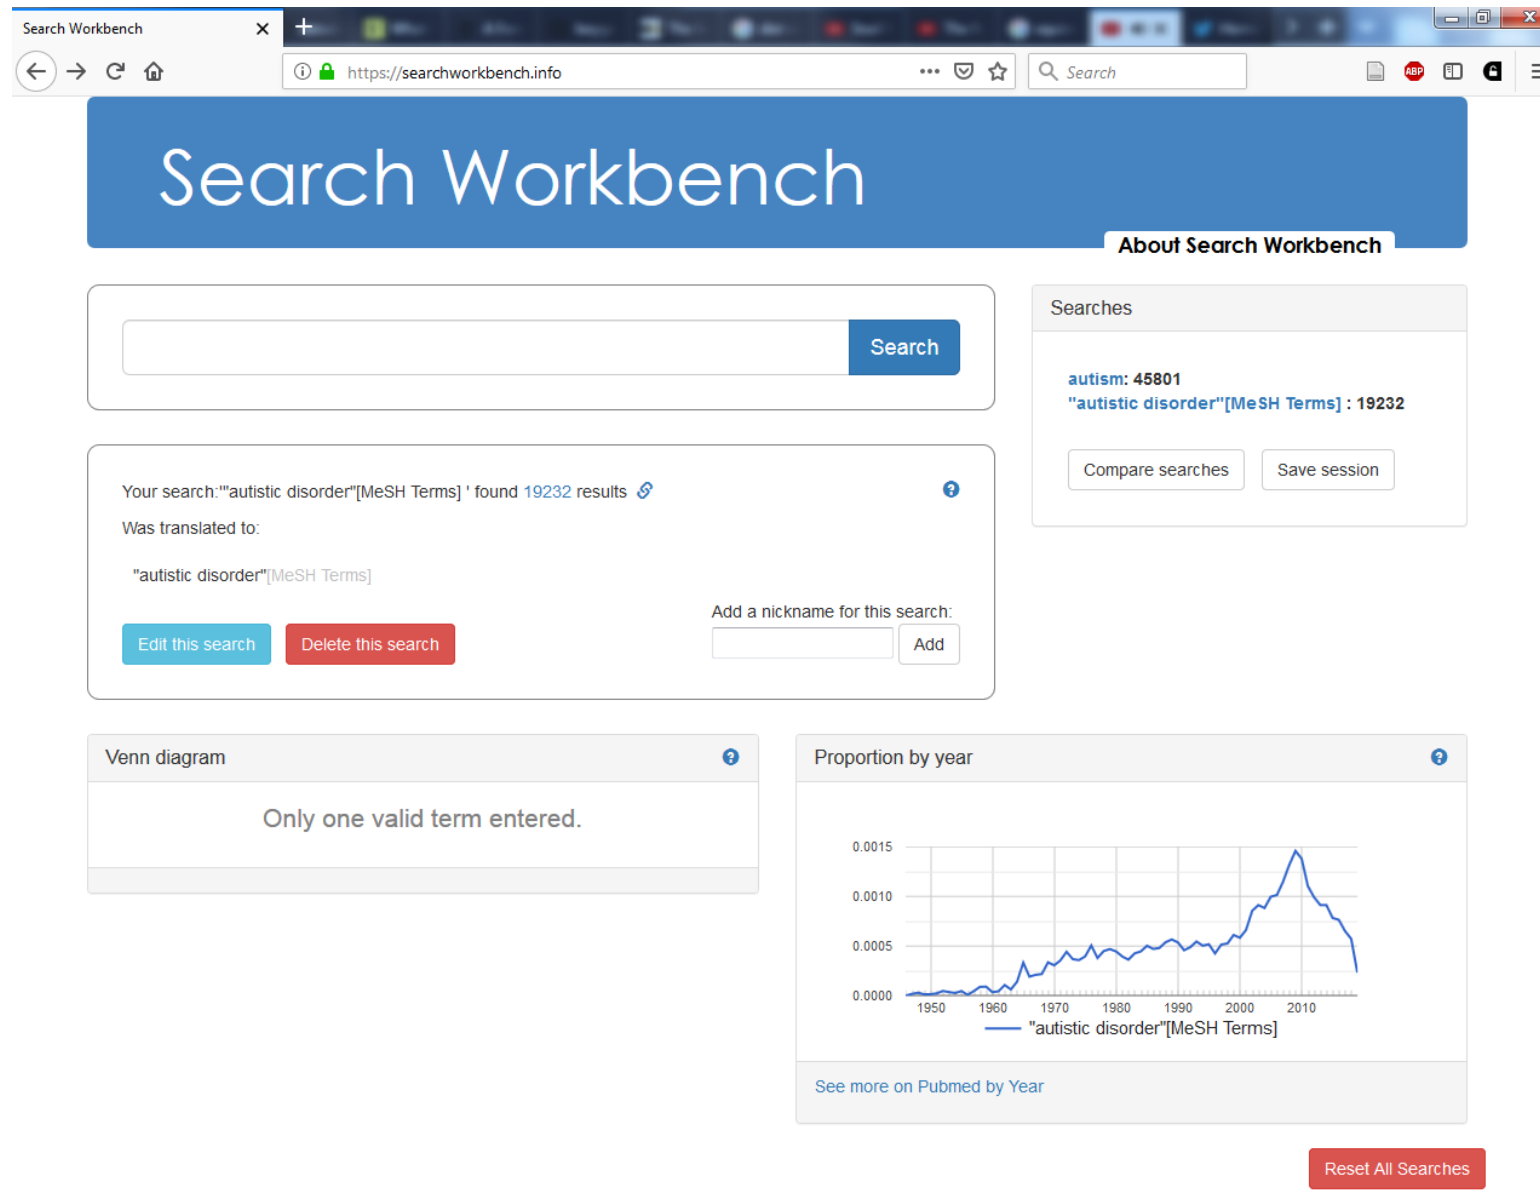 Search Workbench
https://searchworkbench.info
Search
ABP
Search Workbench
About Search Workbench
Search
Searches
autism: 45801
"autistic disorder"[MeSH Terms] : 19232
Compare searches
Save session
Your search:'"autistic disorder"[MeSH Terms] ' found 19232 results
Was translated to:
"autistic disorder"[MeSH Terms]
Add a nickname for this search:
Edit this search
Delete this search
Add
Venn diagram
Only one valid term entered.
Proportion by year
0.0015
0.0010
0.0005
0.0000
1950 1960 1970 1980 1990 2000 2010
"autistic disorder"[MeSH Terms]
See more on Pubmed by Year
Reset All Searches